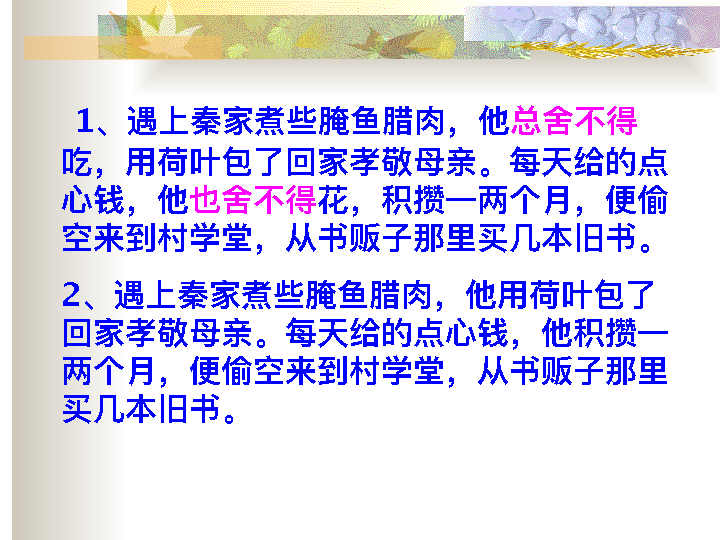 1、遇上秦家煮些腌鱼腊肉，他总舍不得
吃，用荷叶包了回家孝敬母亲。每天给的点
心钱，他也舍不得花，积攒一两个月，便偷
空来到村学堂，从书贩子那里买几本旧书。
2、遇上秦家煮些腌鱼腊肉，他用荷叶包了
回家孝敬母亲。每天给的点心钱，他积攒一
两个月，便偷空来到村学堂，从书贩子那里
买几本旧书。